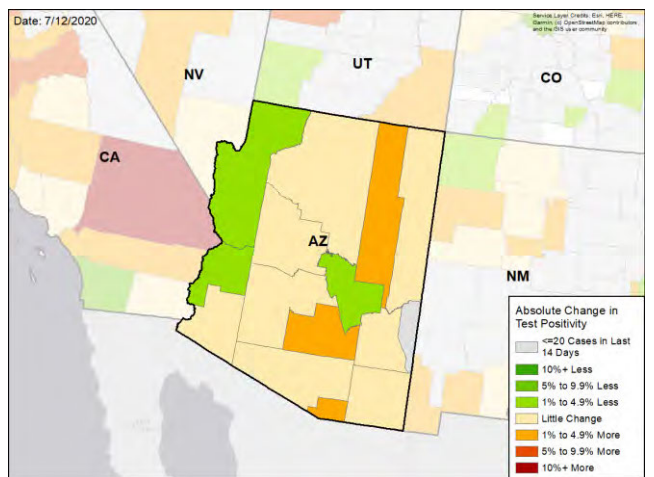 Date: 7/12/2020
Service Layer Credits: Esri, HERE,
Garmin, (c) OpenStreetMap contributors,
and the GIS user community
NV
UT
CO
CA
AZ
NM
Absolute Change in
Test Positivity
<=20 Cases in Last
14 Days
10%+ Less
5% to 9.9% Less
1% to 4.9% Less
Little Change
1% to 4.9% More
5% to 9.9% More
10%+ More